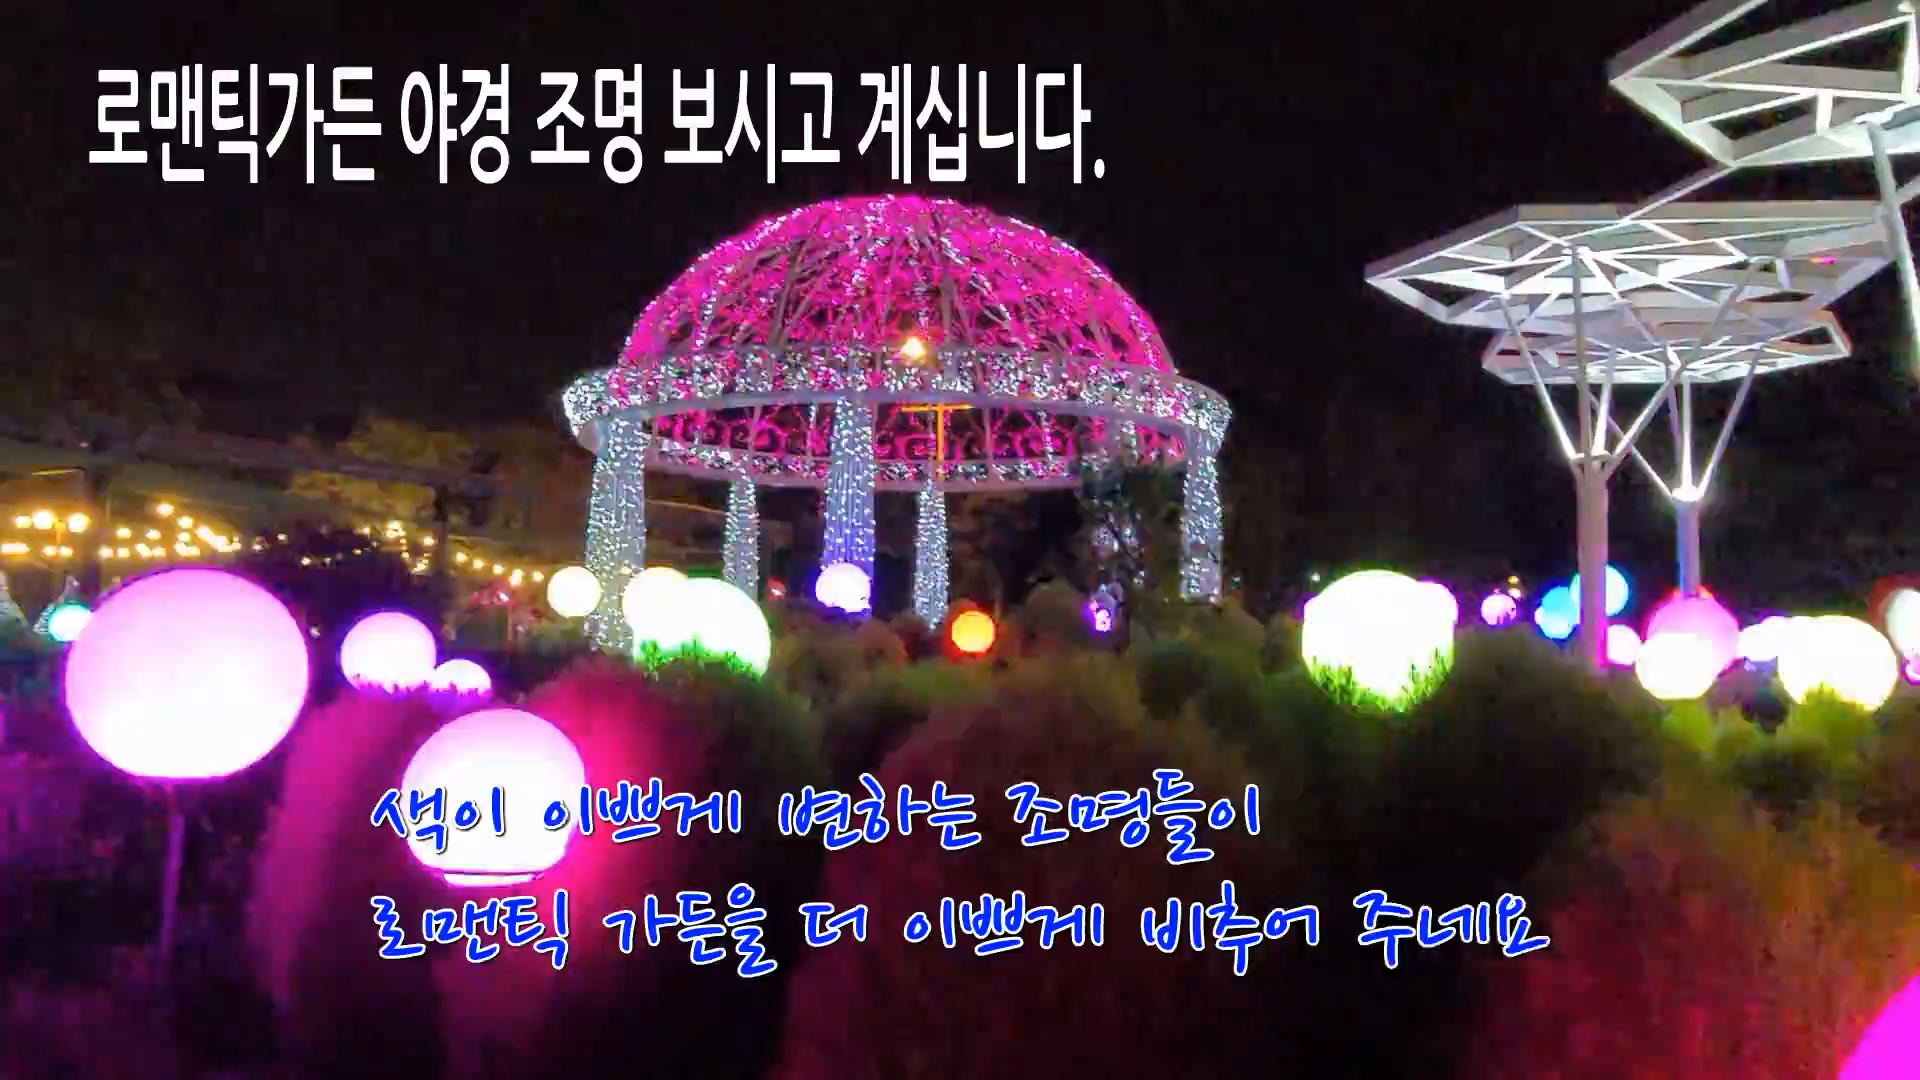 로맨틱가든 야경 조명 보시고 계십니다.
색이 이쁘게 변하는 조명들이
로맨틱 가든을 더 이쁘게 비추어 주네요